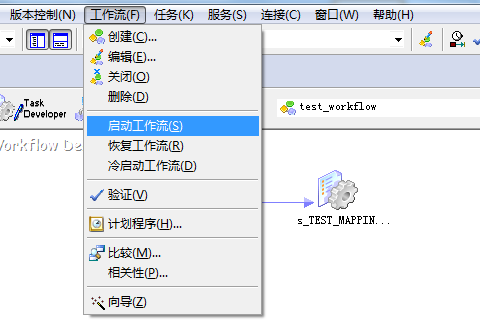 版本控制(R) 工作流(F) 任务(K) 服务(S) 连接(C) 窗口(W) 帮助(H)
创建(C)...
编辑(E)...
关闭(O)
删除(D)
Task
Developer
test_workflow
启动工作流(S)
恢复工作流(R)
Workflow De
冷启动工作流(D)
验证(V)
s_TEST_MAPPIN...
计划程序(H)...
比较(M)...
相关性(P)...
向导(Z)